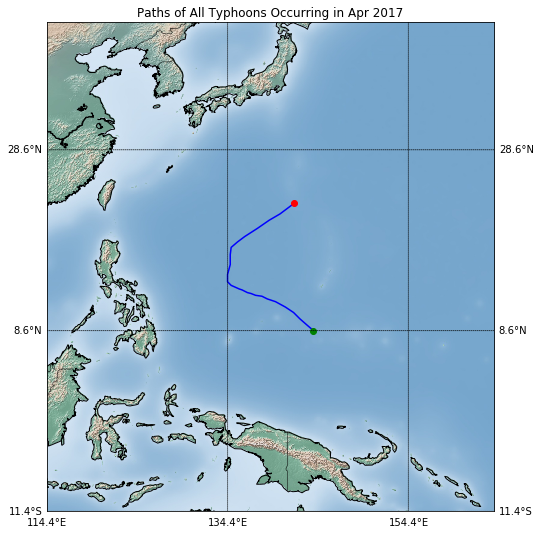 Paths of All Typhoons Occurring in Apr 2017
28.6°N 28.6°N
8.6°N 8.6°N
11.4°S 11.4°S
114.4°E 134.4°E 154.4°E